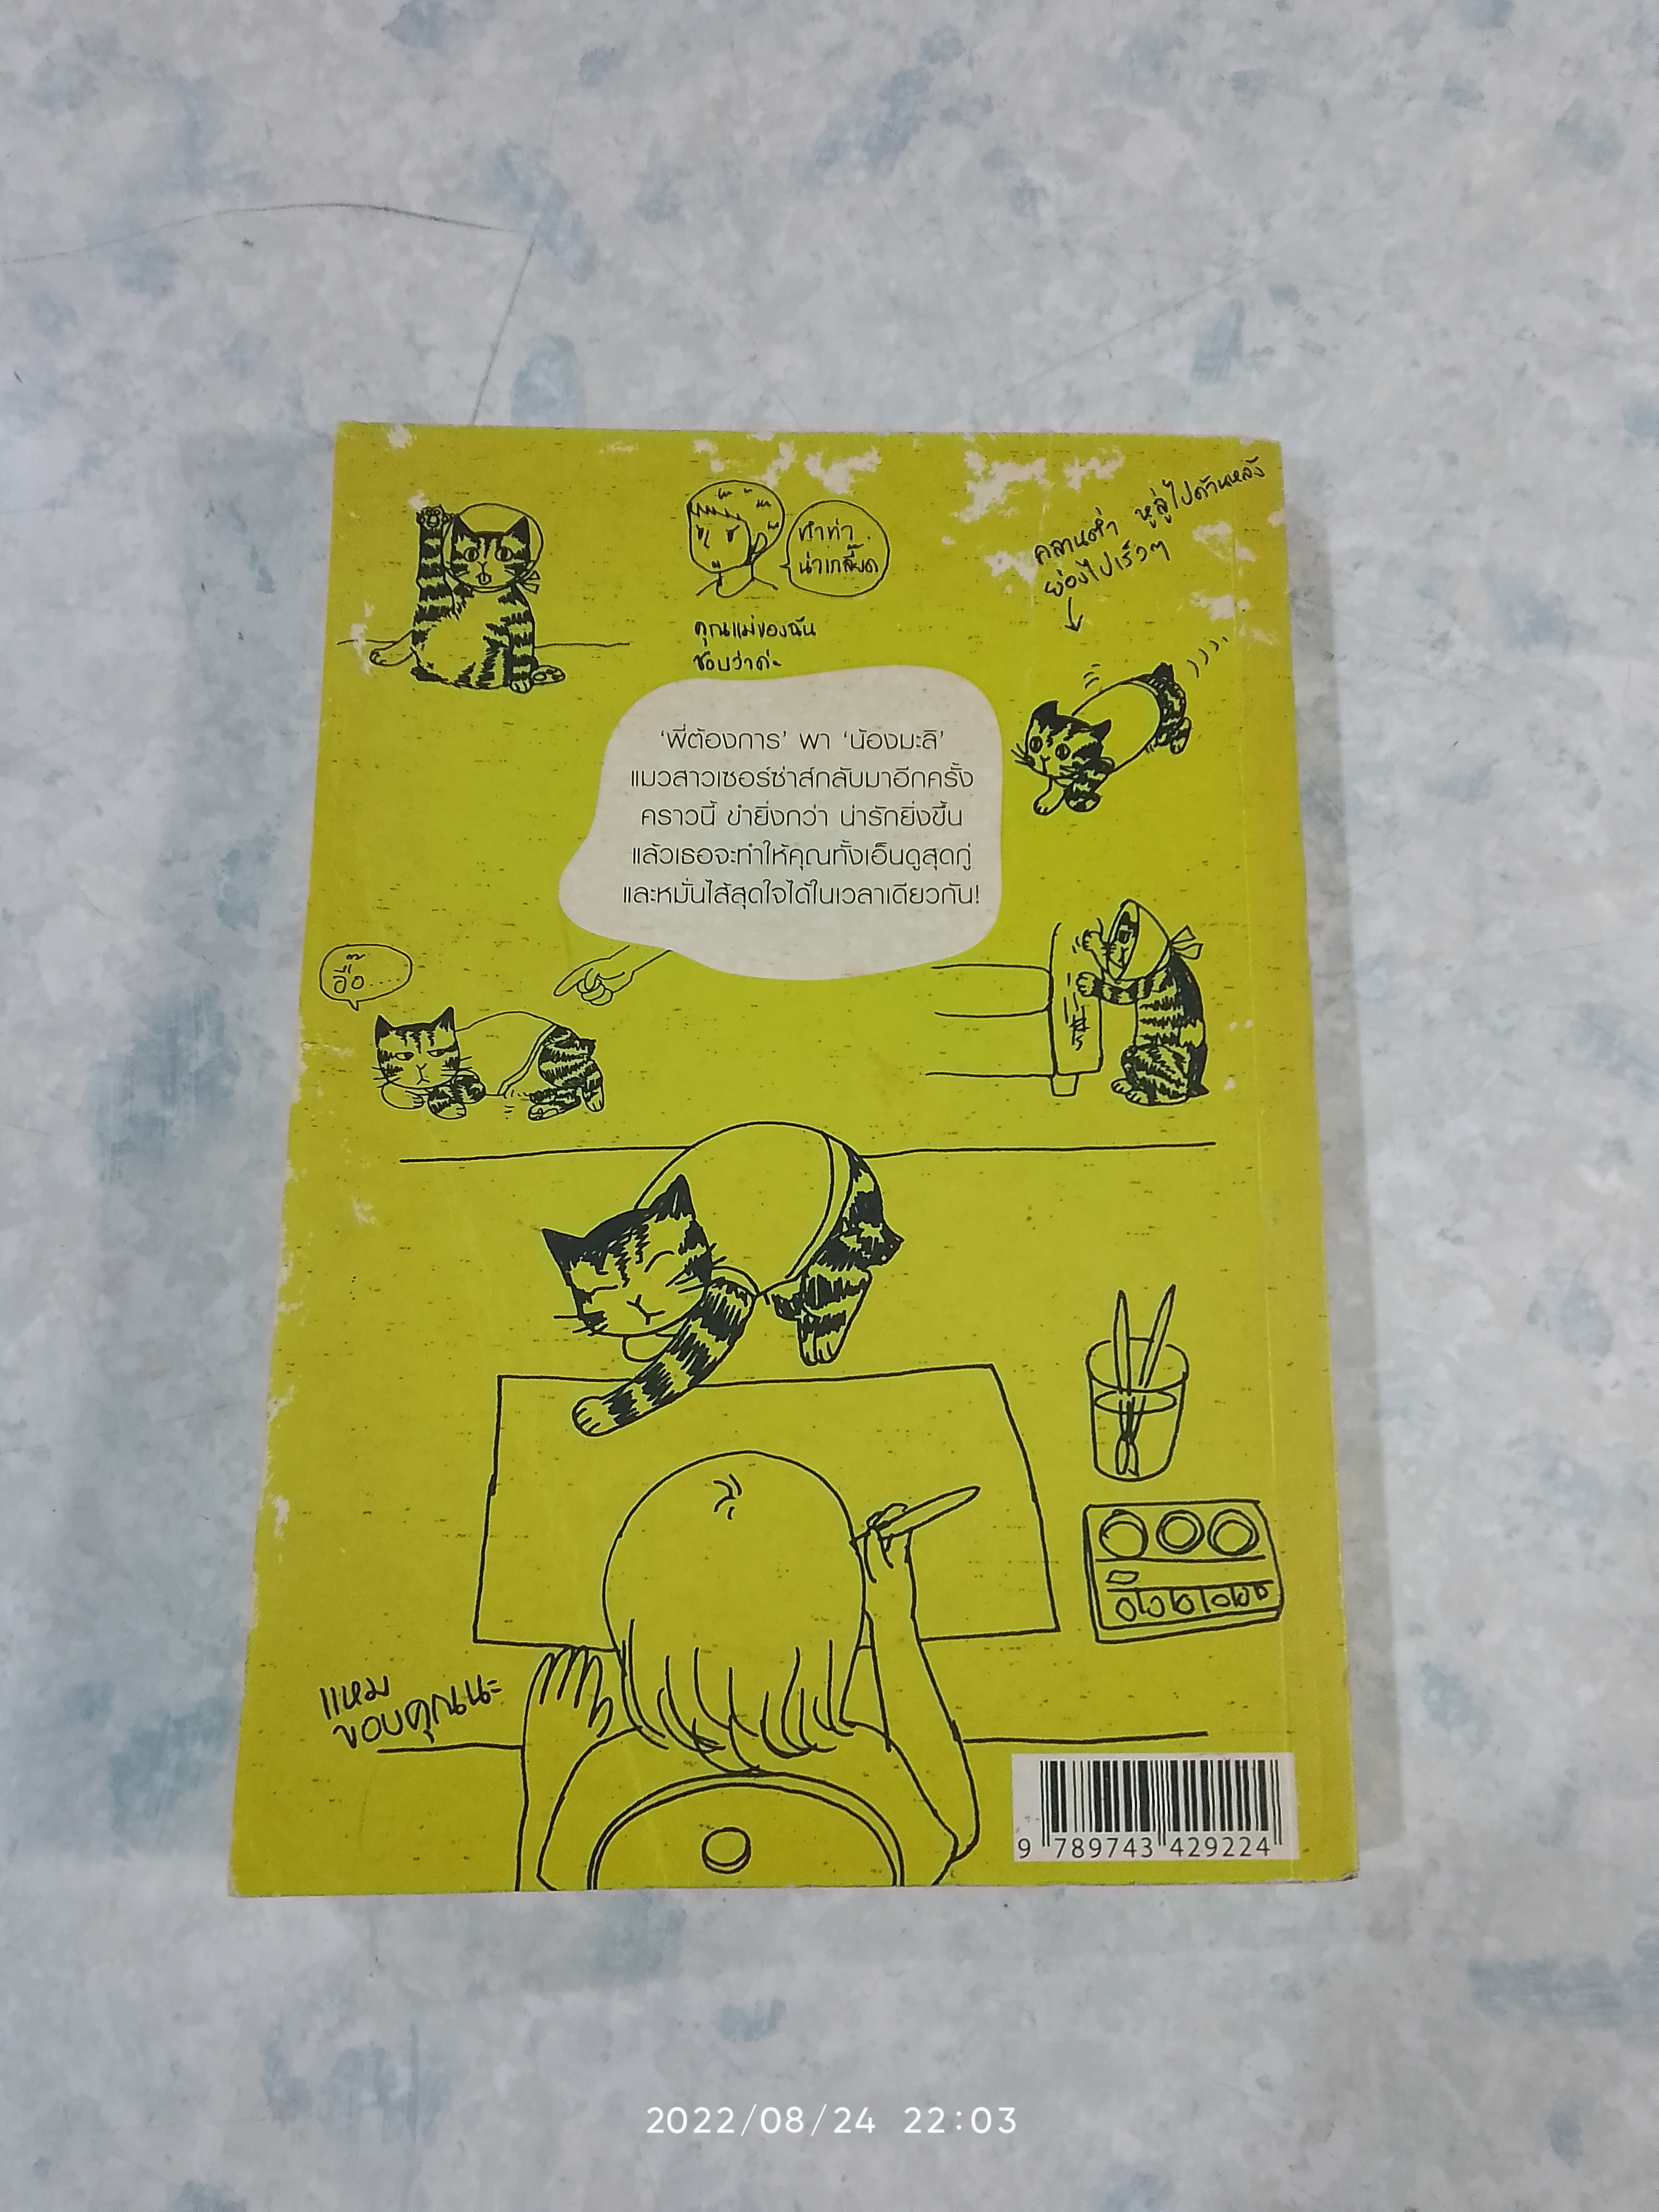 ทำท่า
น่าเกลี๊ยด
คุณแม่ของฉัน
ชอบว่าค่ะ
คลานต่ำ หูลู่ไปด้านหลัง
ย่องไปเร็วๆ
‘พี่ต้องการ’ พา ‘น้องมะลิ’
แมวสาวเซอร์ซ่าส์กลับมาอีกครั้ง
คราวนี้ ขำยิ่งกว่า น่ารักยิ่งขึ้น
แล้วเธอจะทำให้คุณทั้งเอ็นดูสุดกู่
และหมั่นไส้สุดใจได้ในเวลาเดียวกัน!
อื๊อ....
แหม
ขอบคุณนะ
9 789743 429224
2022/08/24 22:03